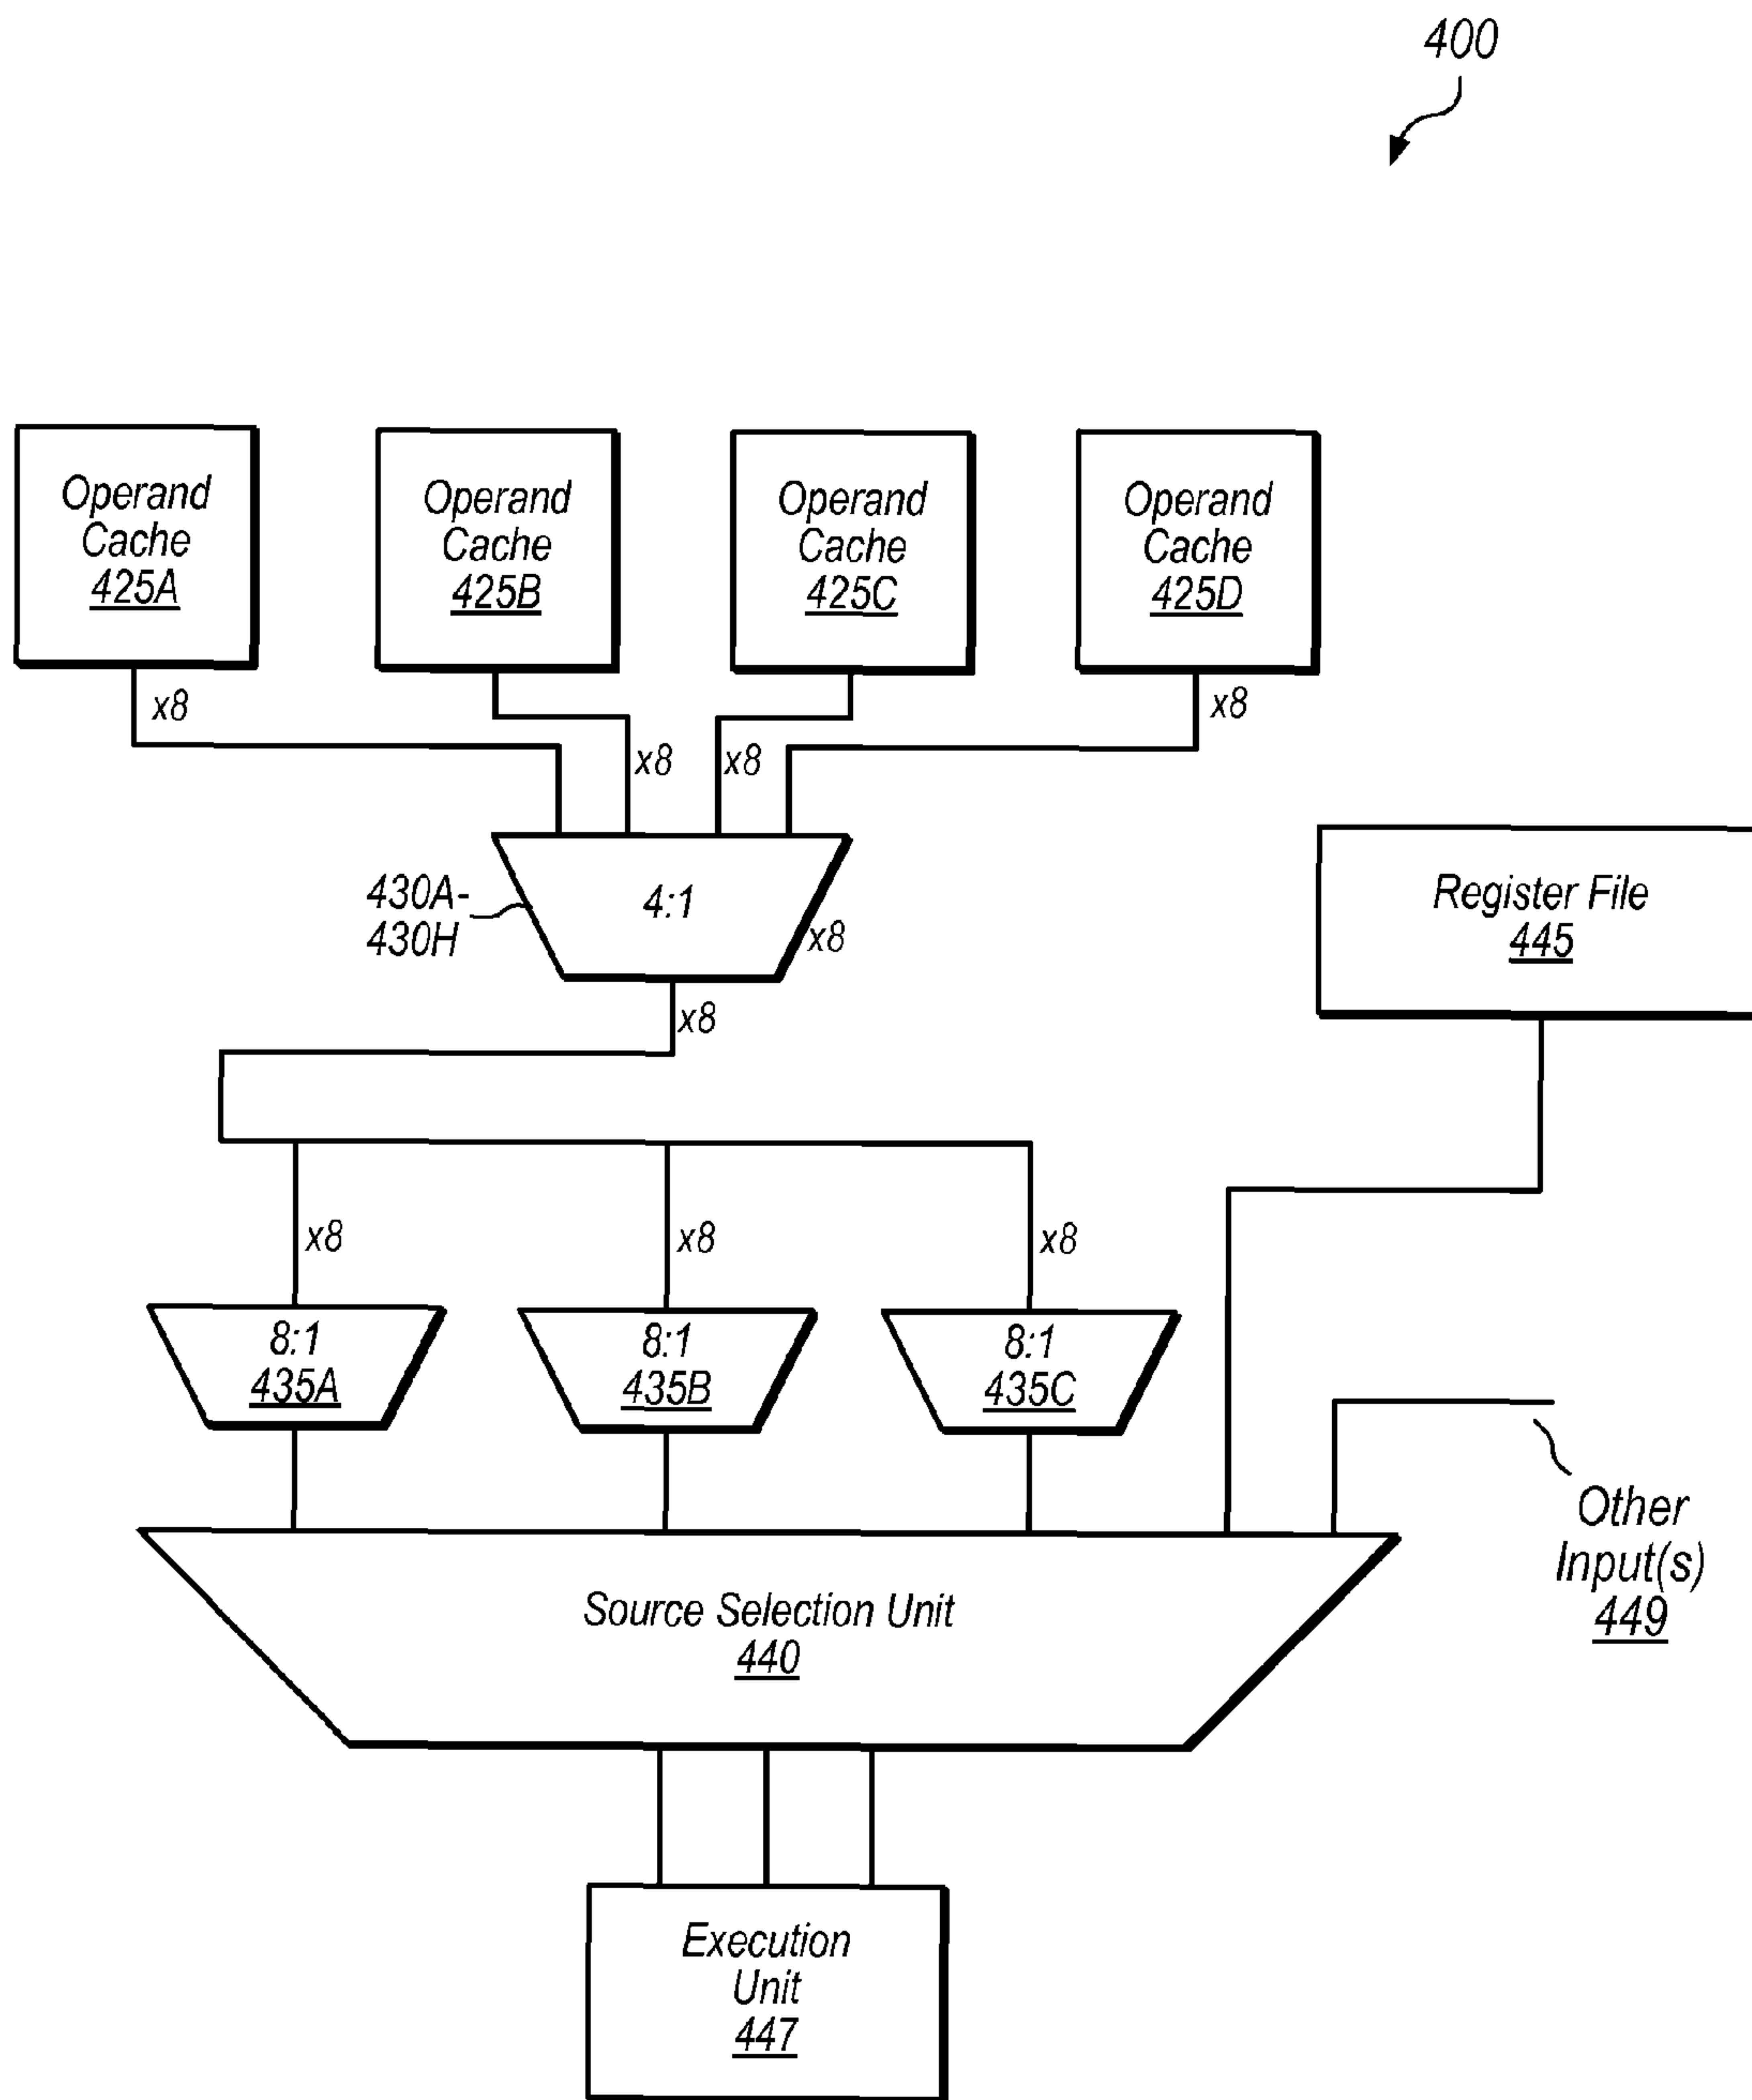 400
Operand
Cache
425A
Operand
Cache
425B
Operand
Cache
425C
Operand
Cache
425D
x8
x8
x8
x8
430A-
430H
4:1
x8
x8
Register File
445
x8
x8
x8
8:1
435A
8:1
435B
8:1
435C
Other
Input(s)
449
Source Selection Unit
440
Execution
Unit
447